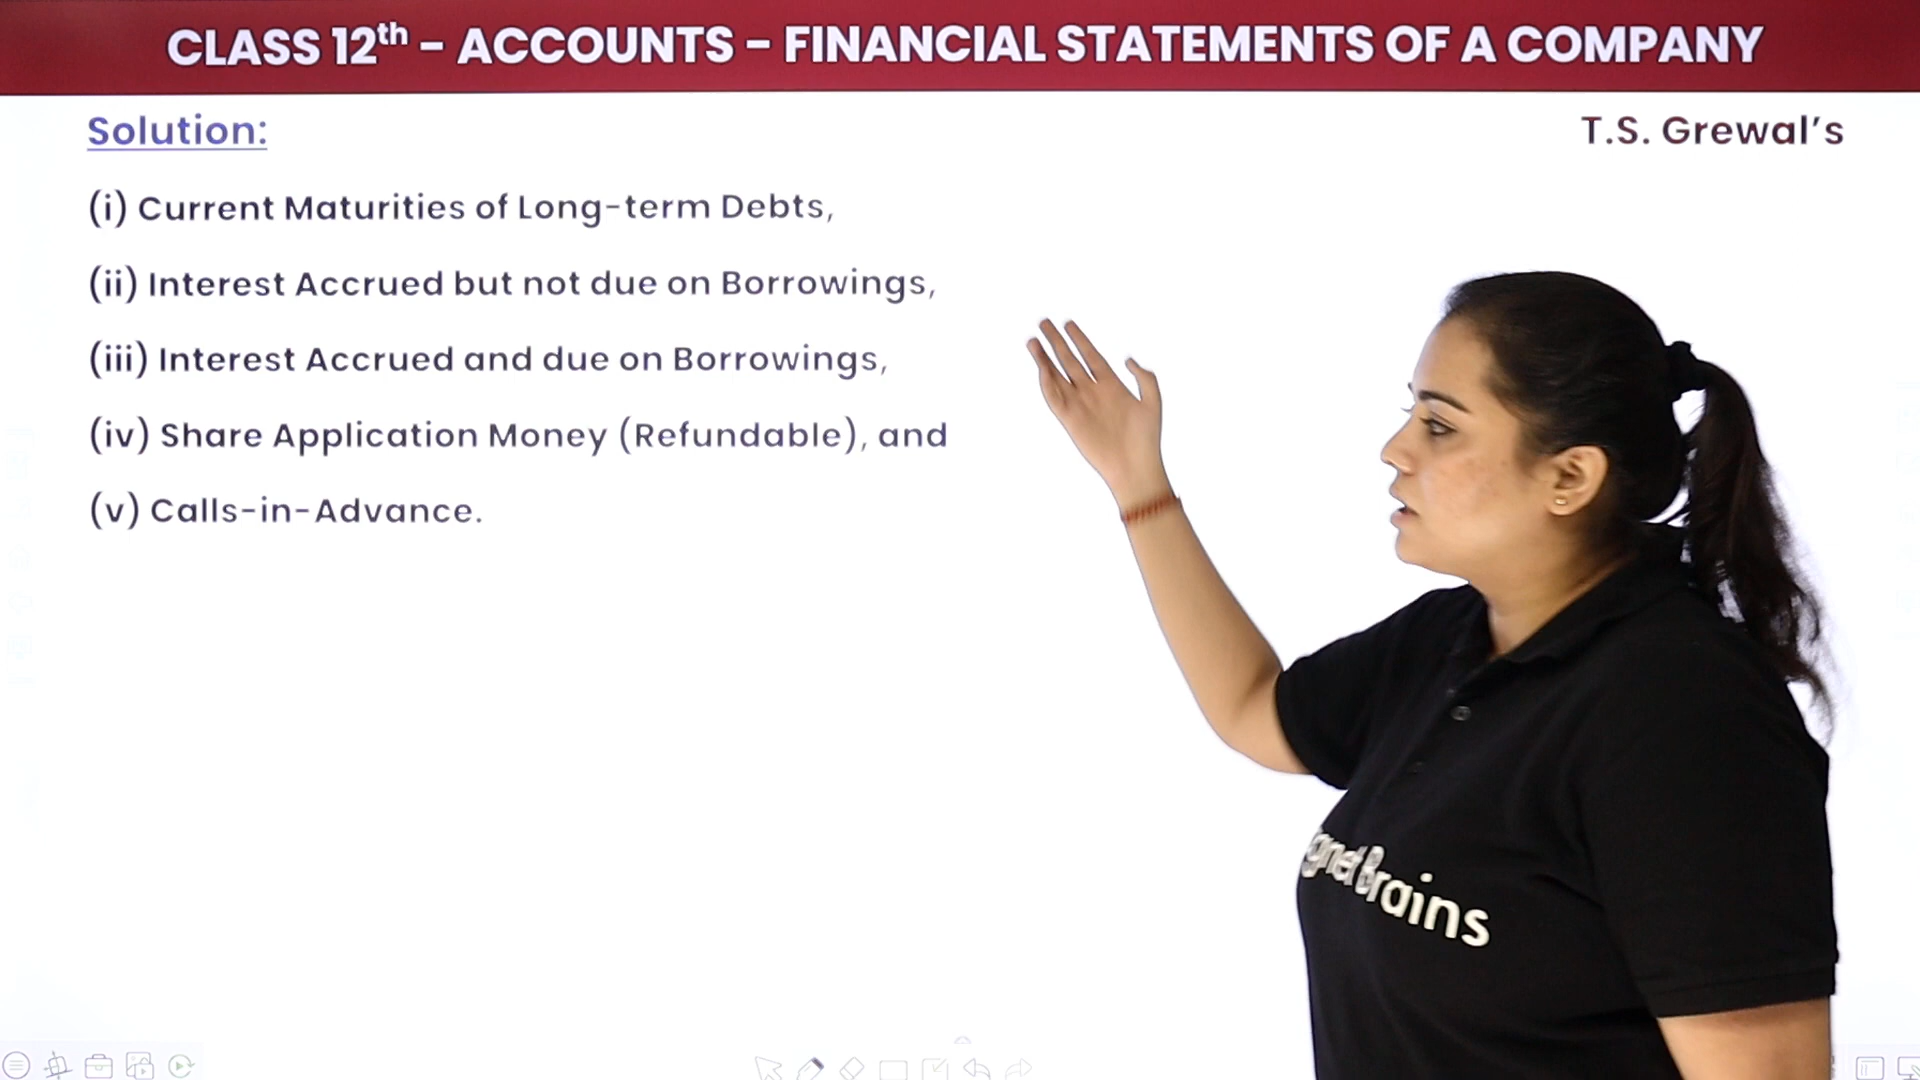 CLASS 12th – ACCOUNTS – FINANCIAL STATEMENTS OF A COMPANY
Solution:
T.S. Grewal's
(i) Current Maturities of Long-term Debts,
(ii) Interest Accrued but not due on Borrowings,
(iii) Interest Accrued and due on Borrowings,
(iv) Share Application Money (Refundable), and
(v) Calls-in-Advance.
gnet Brains